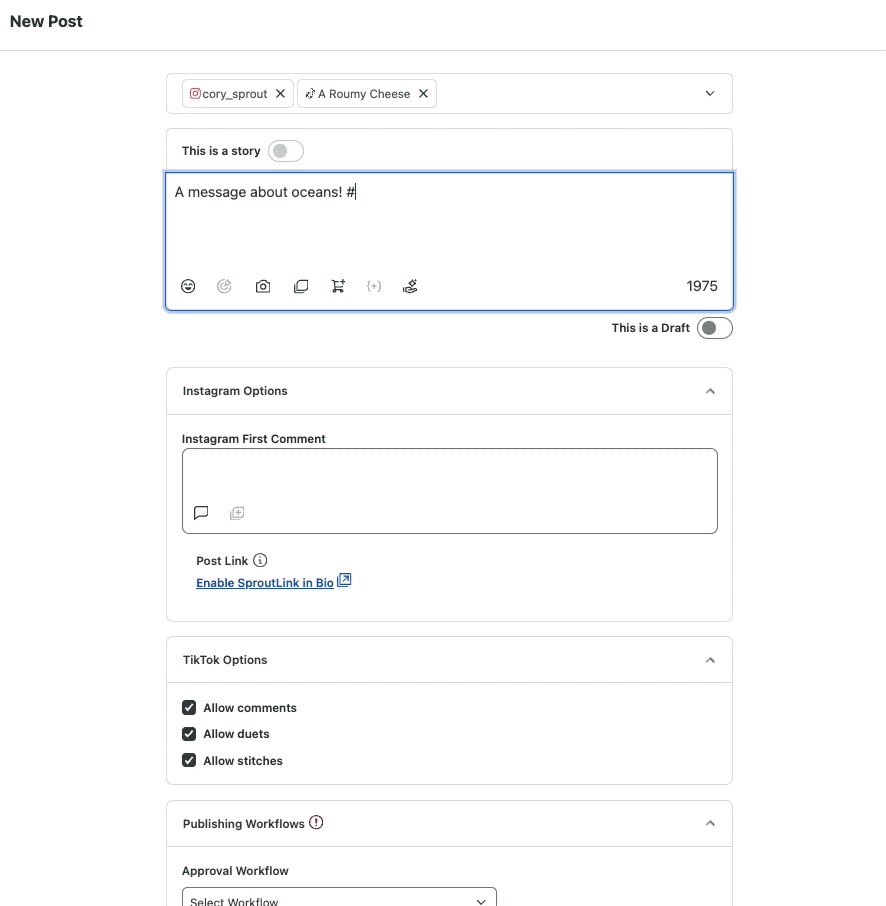 New Post
cory_sprout A Roumy Cheese
This is a story
A message about oceans! #
1975
This is a Draft
Instagram Options
Instagram First Comment
Post Link
Enable SproutLink in Bio
TikTok Options
Allow comments
Allow duets
Allow stitches
Publishing Workflows
Approval Workflow
Select Workflow